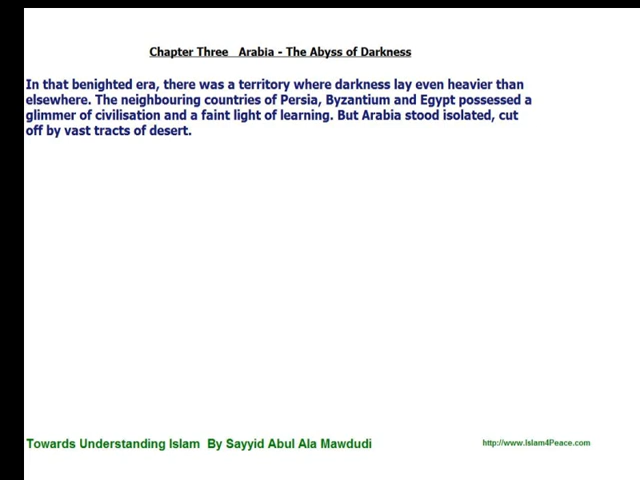 Chapter Three   Arabia - The Abyss of Darkness
In that benighted era, there was a territory where darkness lay even heavier than
elsewhere. The neighbouring countries of Persia, Byzantium and Egypt possessed a
glimmer of civilisation and a faint light of learning. But Arabia stood isolated, cut
off by vast tracts of desert.
Towards Understanding Islam  By Sayyid Abul Ala Mawdudi
http://www.Islam4Peace.com